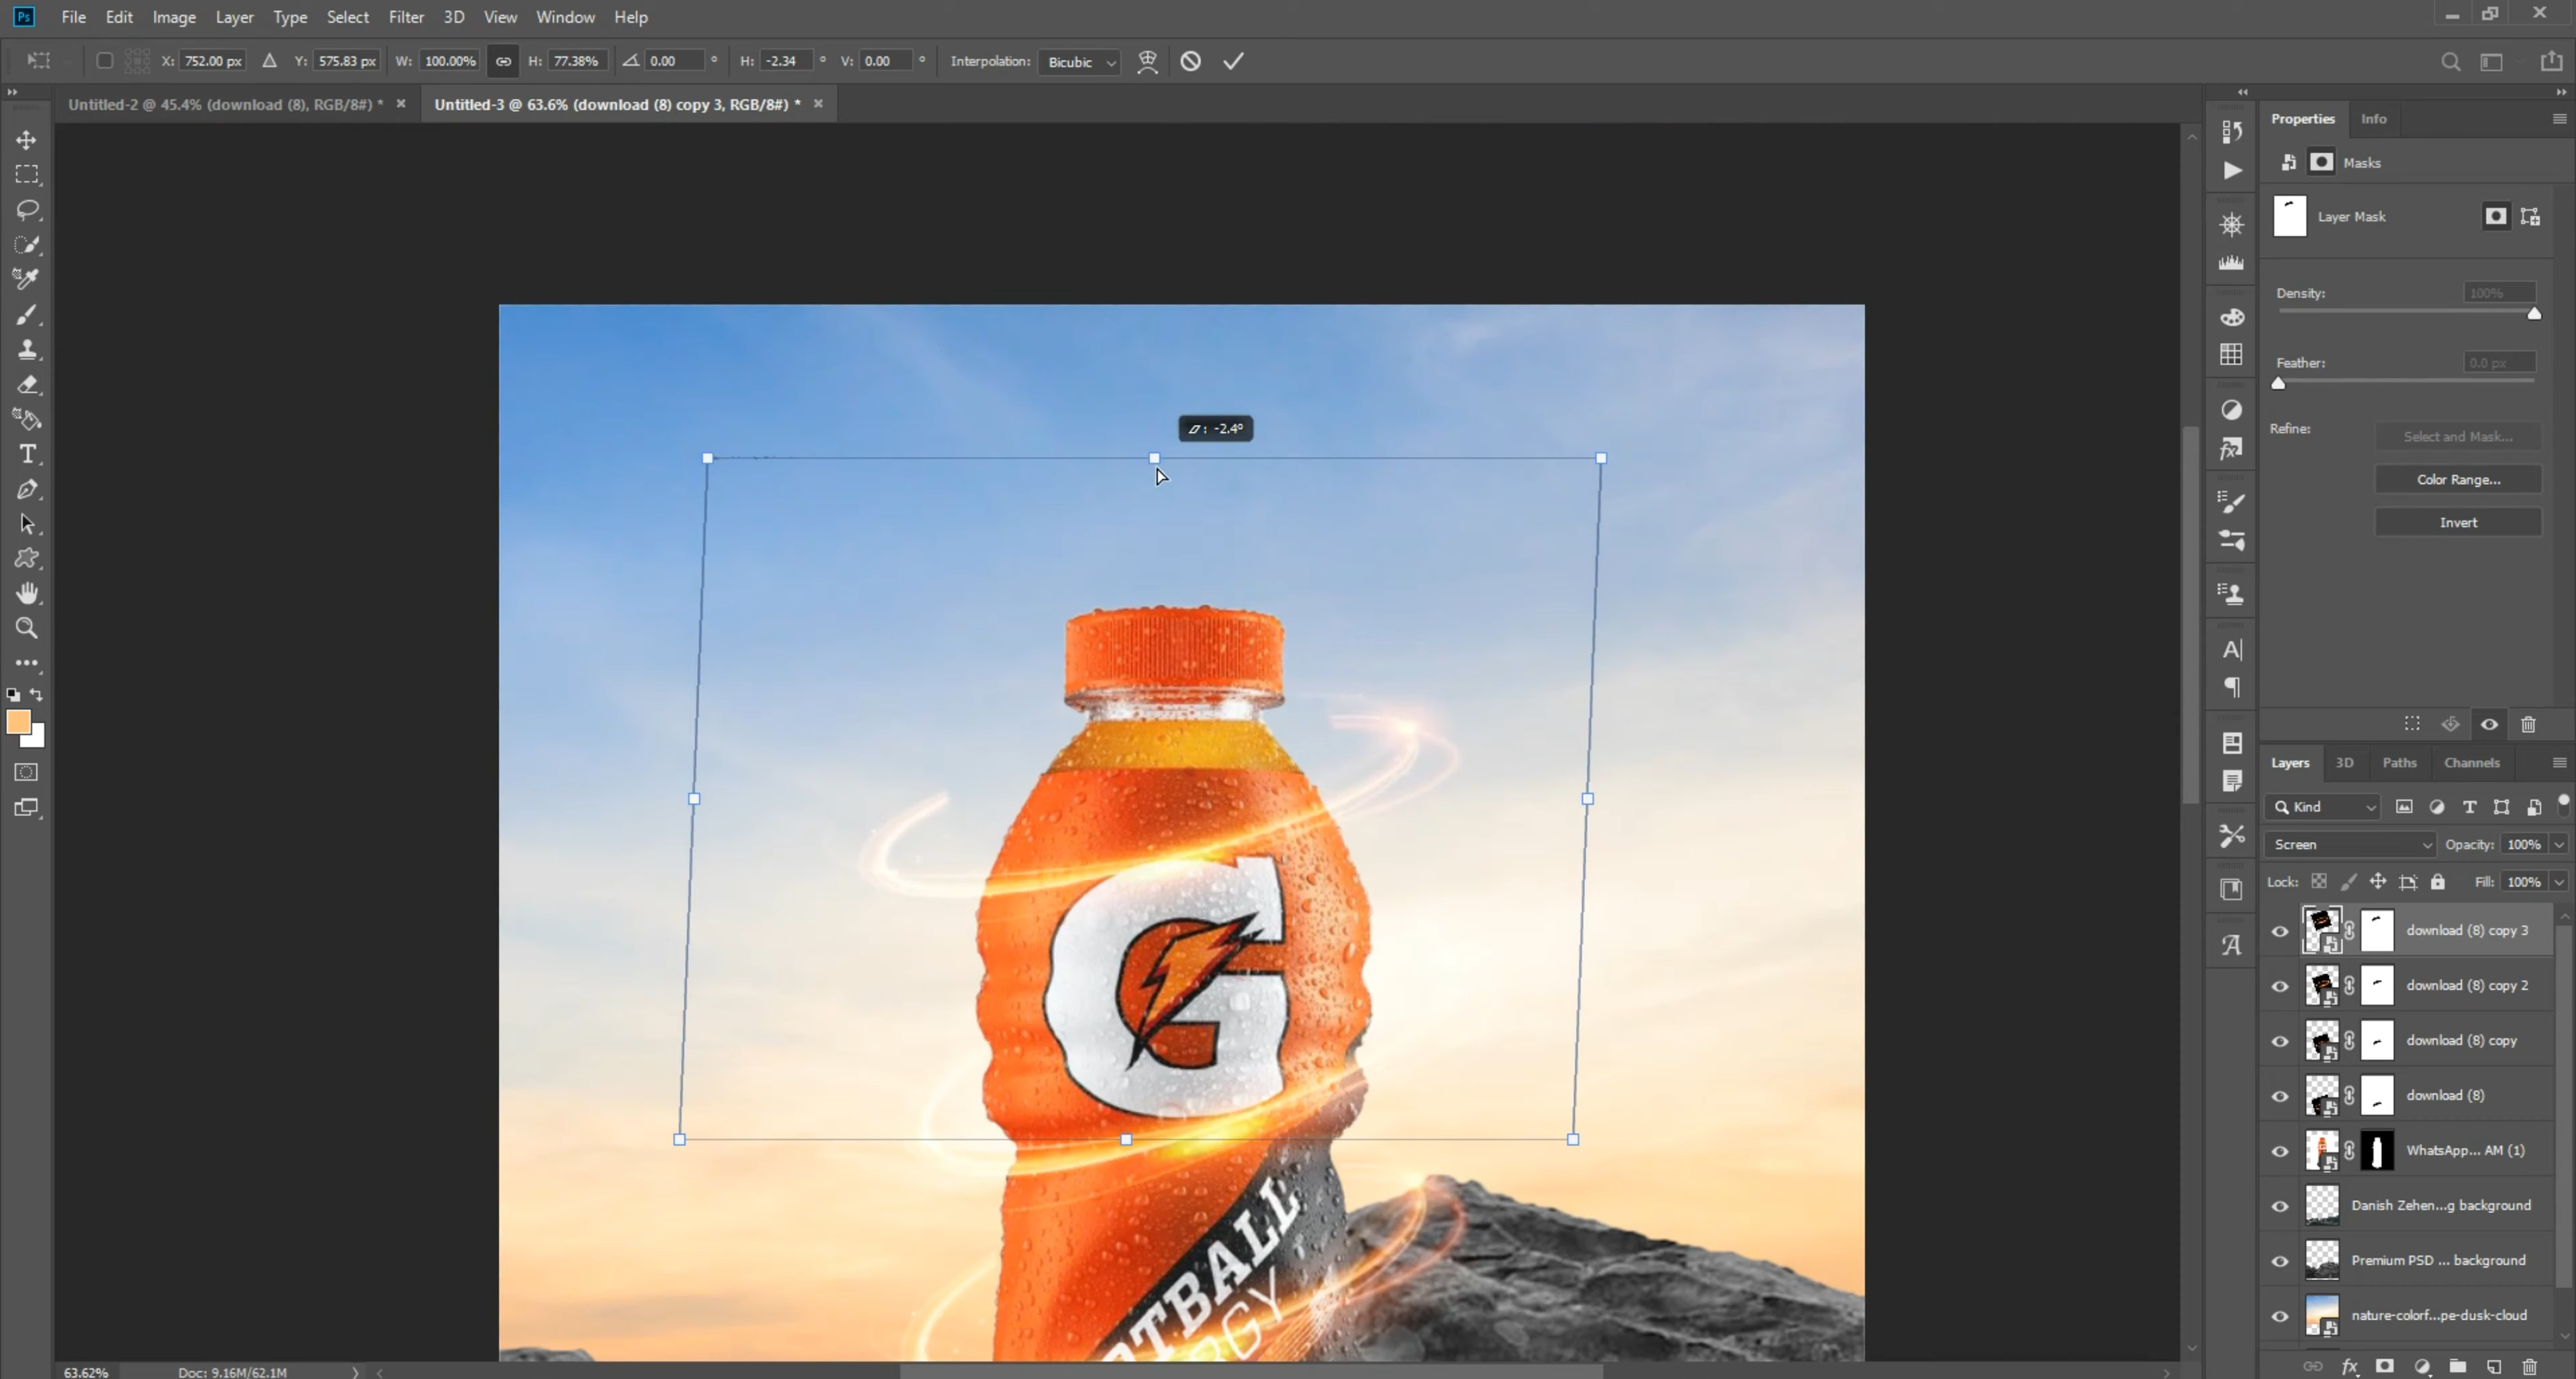 Ps File Edit Image Layer Type Select Filter 3D View Window Help
X: 752.00 px Y: 575.83 px W: 100.00% H: 77.38% 0.00 ° H: -2.34 ° V: 0.00 ° Interpolation: Bicubic
Untitled-2 @ 45.4% (download (8), RGB/8#) * × Untitled-3 @ 63.6% (download (8) copy 3, RGB/8#) * ×
Properties Info
Masks
Layer Mask
Density: 100%
Feather: 0.0 px
Refine: Select and Mask...
Color Range...
Invert
: -2.4°
G
TBALL
RGY
Layers 3D Paths Channels
Kind
Screen Opacity: 100%
Lock: Fill: 100%
download (8) copy 3
download (8) copy 2
download (8) copy
download (8)
WhatsApp... AM (1)
Danish Zehen...g background
Premium PSD ... background
nature-colorf...pe-dusk-cloud
63.62% Doc: 9.16M/62.1M